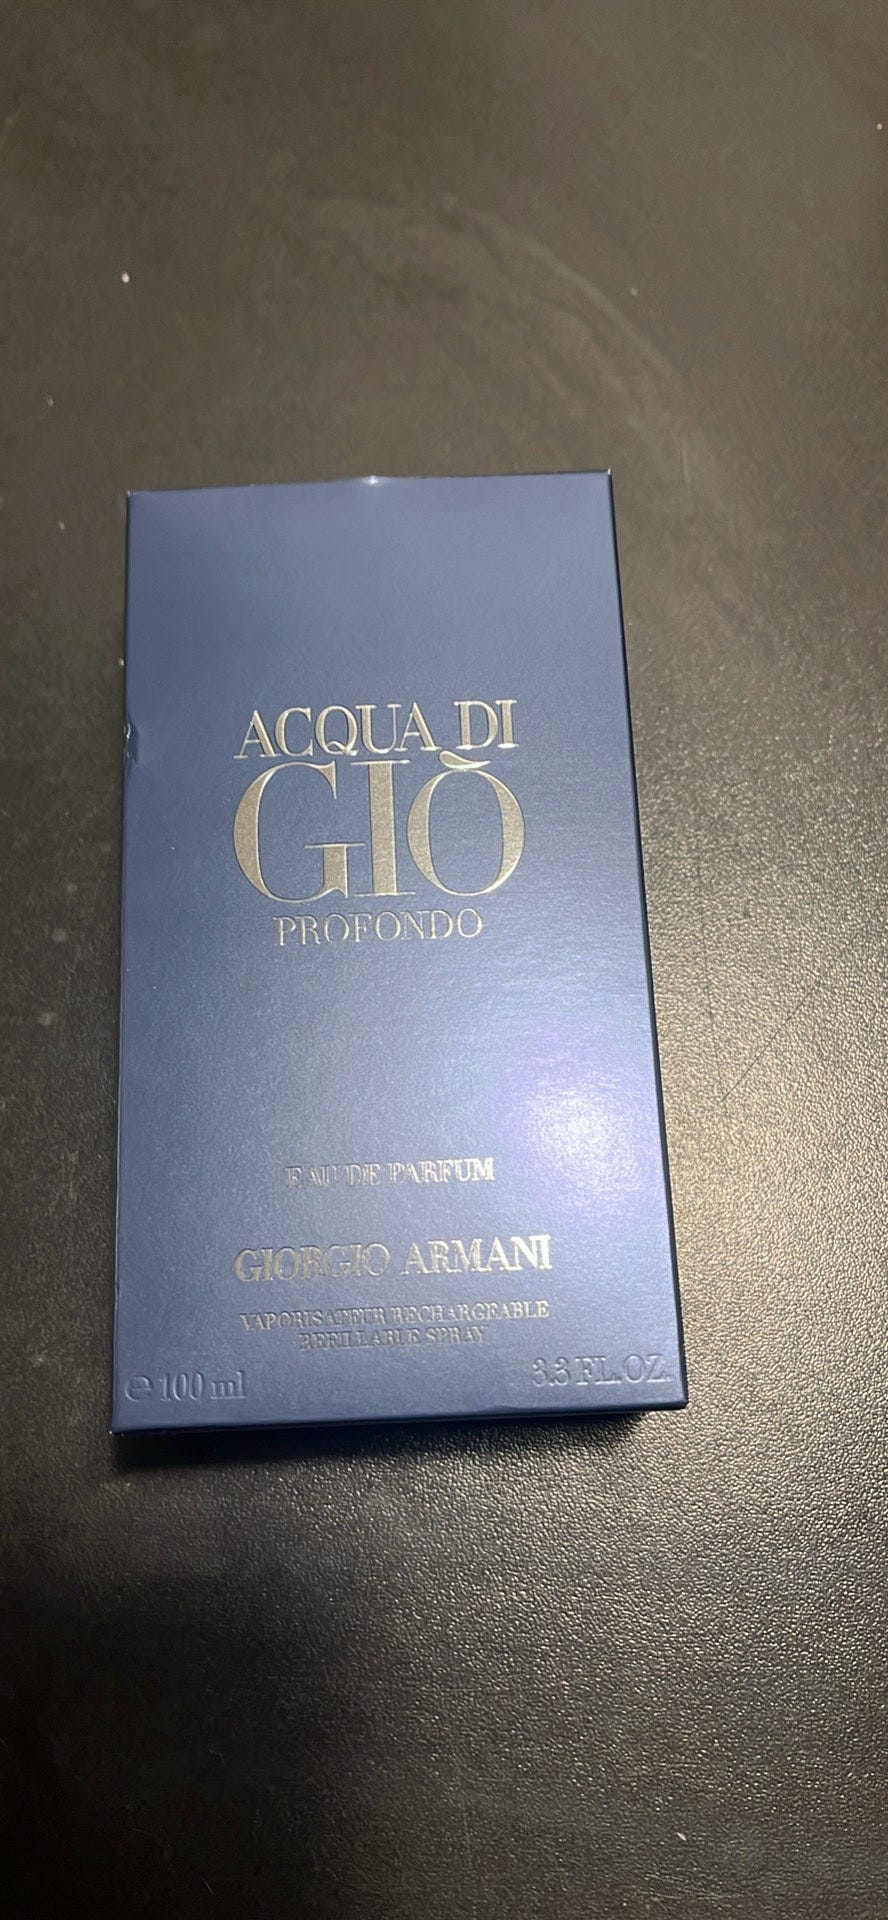 ACQUA DI
GIÒ
PROFONDO
EAU DE PARFUM
GIORGIO ARMANI
VAPORISATEUR RECHARGEABLE
REFILLABLE SPRAY
℮ 100 ml 3.3 FL.OZ.